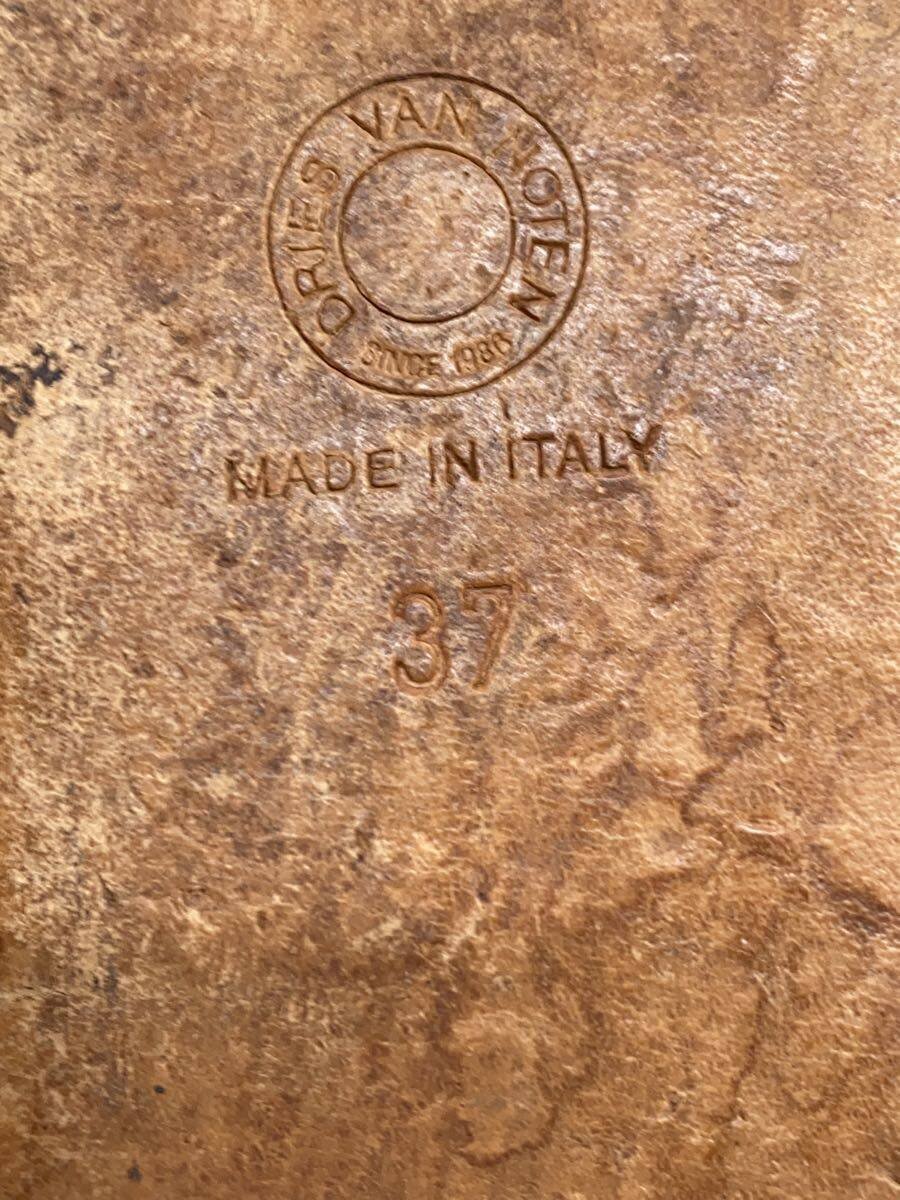 DRIES VAN NOTEN
SINCE 1986
MADE IN ITALY
37